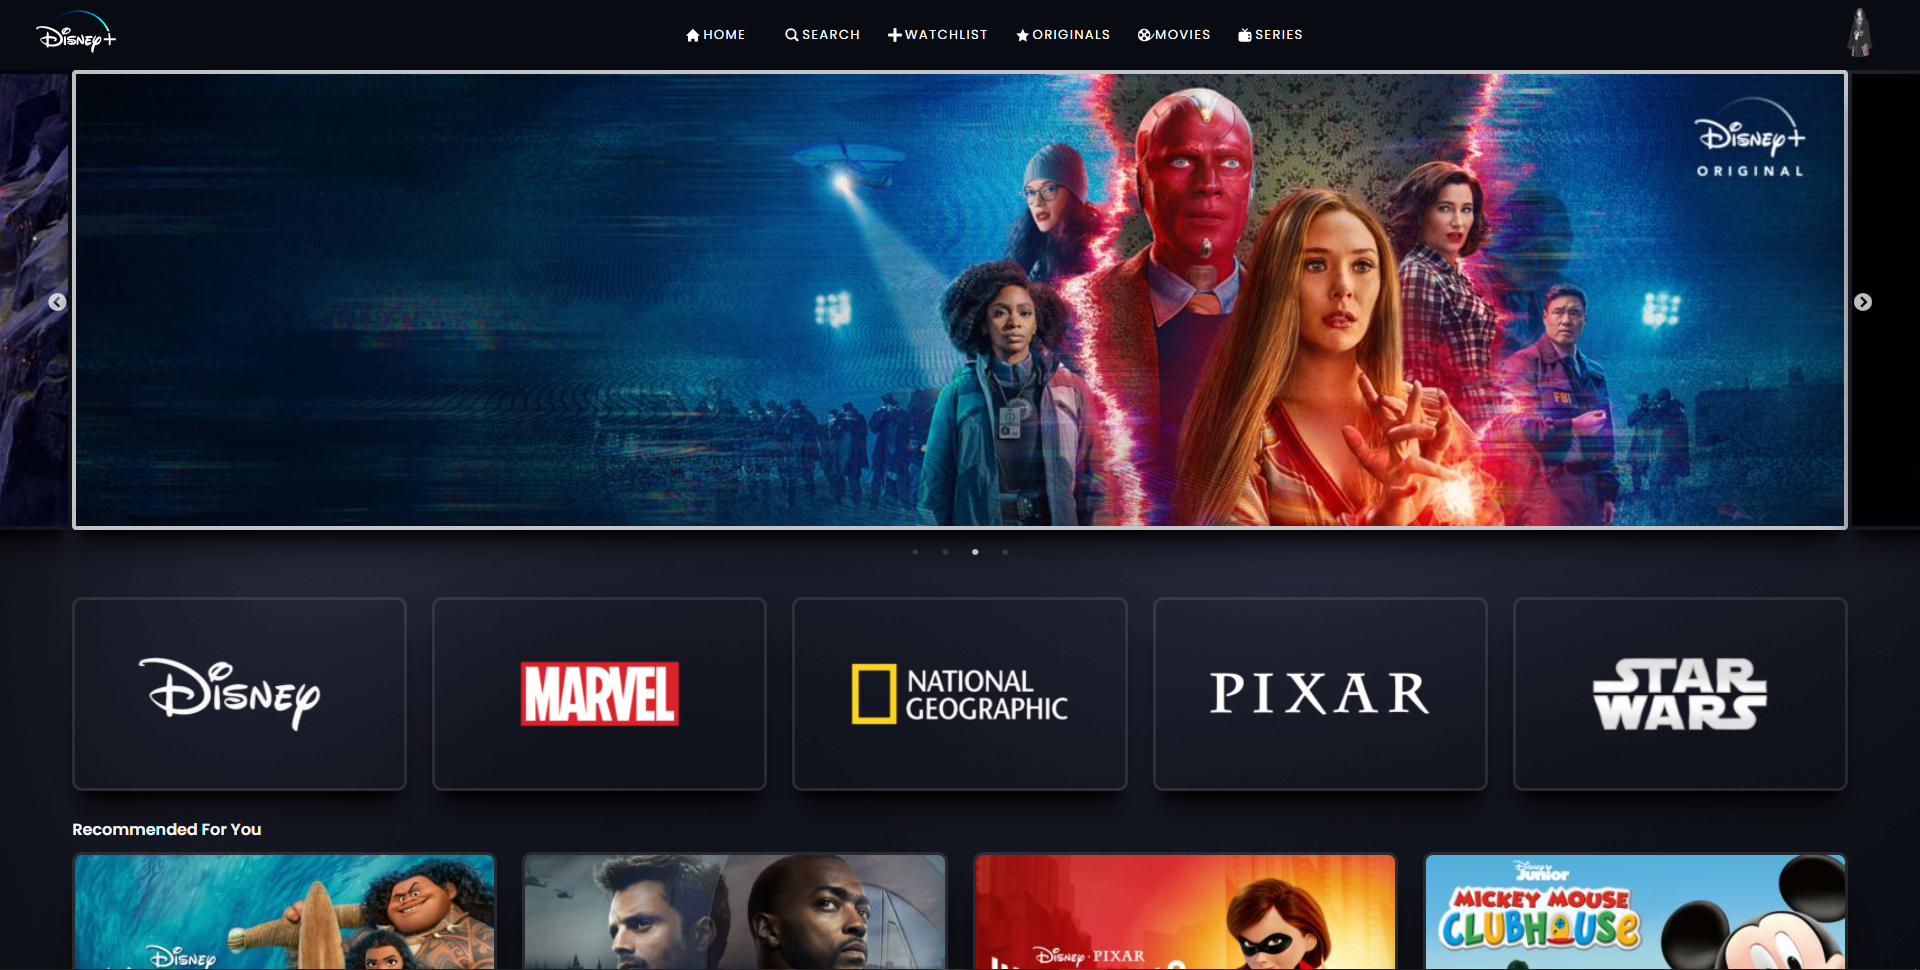 Disney+
HOME
SEARCH
WATCHLIST
ORIGINALS
MOVIES
SERIES
Disney+
ORIGINAL
FBI
Disney
MARVEL
NATIONAL
GEOGRAPHIC
PIXAR
STAR
WARS
Recommended For You
Disney
Disney · PIXAR
Disney Junior
MICKEY MOUSE
CLUBHOUSE